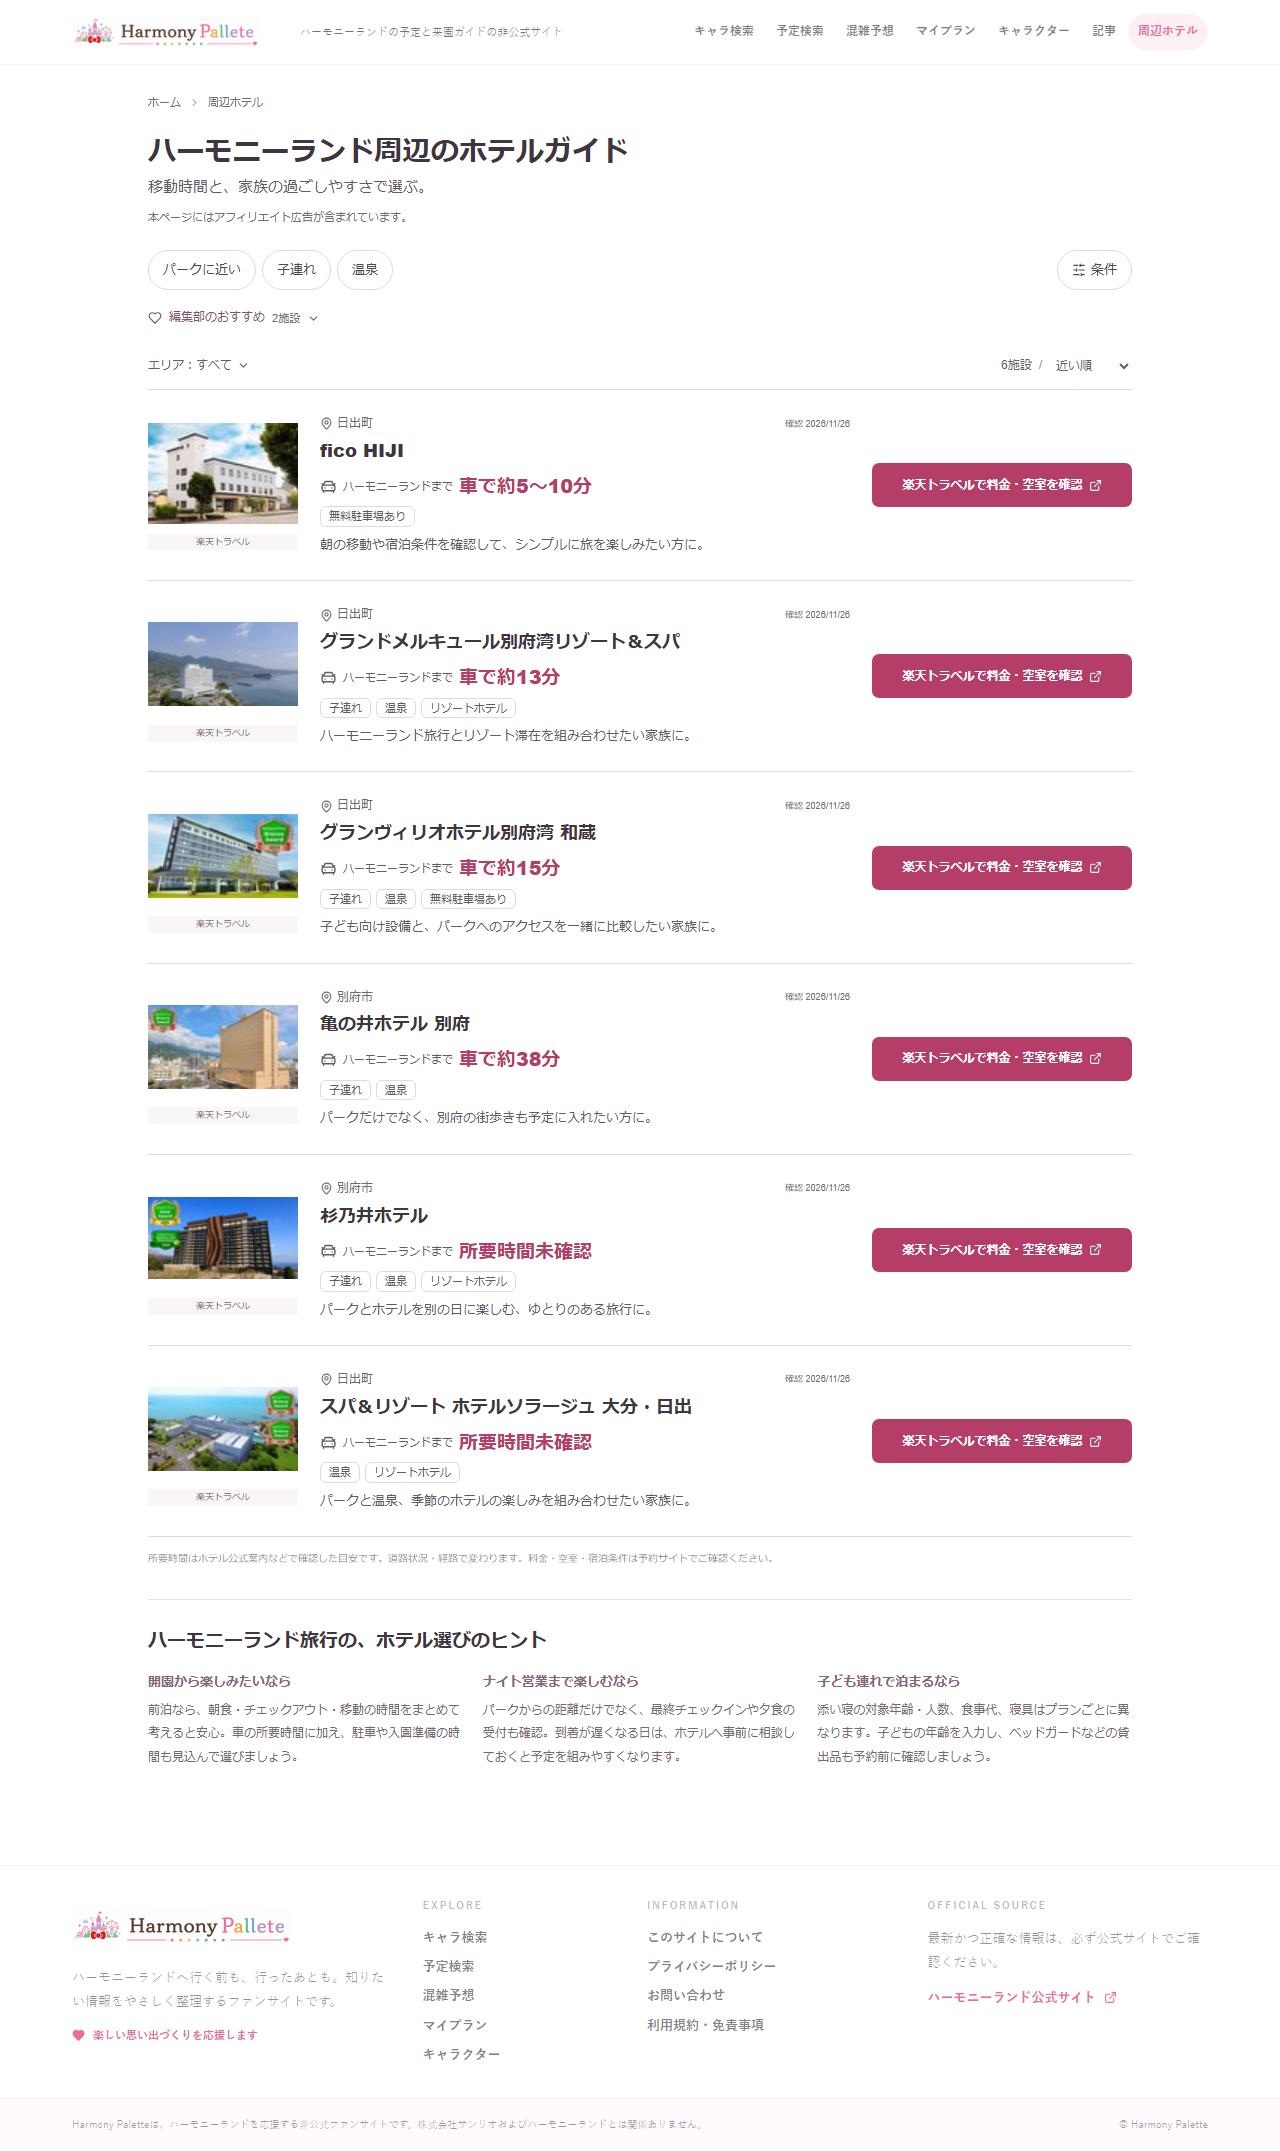 Harmony Pallete
ハーモニーランドの予定と来園ガイドの非公式サイト
キャラ検索 予定検索 混雑予想 マイプラン キャラクター 記事 周辺ホテル
ホーム > 周辺ホテル
ハーモニーランド周辺のホテルガイド
移動時間と、家族の過ごしやすさで選ぶ。
本ページにはアフィリエイト広告が含まれています。
パークに近い 子連れ 温泉 条件
編集部のおすすめ 2施設
エリア：すべて 6施設 / 近い順
日出町 確認 2026/11/26
fico HIJI
ハーモニーランドまで 車で約5〜10分
楽天トラベルで料金・空室を確認
無料駐車場あり
楽天トラベル
朝の移動や宿泊条件を確認して、シンプルに旅を楽しみたい方に。
日出町 確認 2026/11/26
グランドメルキュール別府湾リゾート＆スパ
ハーモニーランドまで 車で約13分
楽天トラベルで料金・空室を確認
子連れ 温泉 リゾートホテル
楽天トラベル
ハーモニーランド旅行とリゾート滞在を組み合わせたい家族に。
日出町 確認 2026/11/26
グランヴィリオホテル別府湾 和蔵
ハーモニーランドまで 車で約15分
楽天トラベルで料金・空室を確認
子連れ 温泉 無料駐車場あり
楽天トラベル
子ども向け設備と、パークへのアクセスを一緒に比較したい家族に。
別府市 確認 2026/11/26
亀の井ホテル 別府
ハーモニーランドまで 車で約38分
楽天トラベルで料金・空室を確認
子連れ 温泉
楽天トラベル
パークだけでなく、別府の街歩きも予定に入れたい方に。
別府市 確認 2026/11/26
杉乃井ホテル
ハーモニーランドまで 所要時間未確認
楽天トラベルで料金・空室を確認
子連れ 温泉 リゾートホテル
楽天トラベル
パークとホテルを別の日に楽しむ、ゆとりのある旅行に。
日出町 確認 2026/11/26
スパ＆リゾート ホテルソラージュ 大分・日出
ハーモニーランドまで 所要時間未確認
楽天トラベルで料金・空室を確認
温泉 リゾートホテル
楽天トラベル
パークと温泉、季節のホテルの楽しみを組み合わせたい家族に。
所要時間はホテル公式案内などで確認した目安です。道路状況・経路で変わります。料金・空室・宿泊条件は予約サイトでご確認ください。
ハーモニーランド旅行の、ホテル選びのヒント
開園から楽しみたいなら
前泊なら、朝食・チェックアウト・移動の時間をまとめて
考えると安心。車の所要時間に加え、駐車や入園準備の時
間も見込んで選びましょう。
ナイト営業まで楽しむなら
パークからの距離だけでなく、最終チェックインや夕食の
受付も確認。到着が遅くなる日は、ホテルへ事前に相談し
ておくと予定を組みやすくなります。
子ども連れで泊まるなら
添い寝の対象年齢・人数、食事代、寝具はプランごとに異
なります。子どもの年齢を入力し、ベッドガードなどの貸
出品も予約前に確認しましょう。
Harmony Pallete
ハーモニーランドへ行く前も、行ったあとも。知りた
い情報をやさしく整理するファンサイトです。
楽しい思い出づくりを応援します
EXPLORE
キャラ検索
予定検索
混雑予想
マイプラン
キャラクター
INFORMATION
このサイトについて
プライバシーポリシー
お問い合わせ
利用規約・免責事項
OFFICIAL SOURCE
最新かつ正確な情報は、必ず公式サイトでご確
認ください。
ハーモニーランド公式サイト
Harmony Paletteは、ハーモニーランドを応援する非公式ファンサイトです。株式会社サンリオおよびハーモニーランドとは関係ありません。
© Harmony Palette